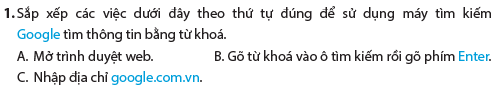 1. Sắp xếp các việc dưới đây theo thứ tự đúng để sử dụng máy tìm kiếm
Google tìm thông tin bằng từ khoá.
A. Mở trình duyệt web. B. Gõ từ khoá vào ô tìm kiếm rồi gõ phím Enter.
C. Nhập địa chỉ google.com.vn.